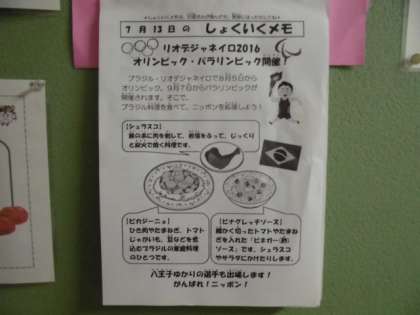 7月13日の しょくいくメモ
リオデジャネイロ2016
オリンピック・パラリンピック開催!
ブラジル・リオデジャネイロで8月5日から
オリンピック、9月7日からパラリンピックが
開催されます。そこで、
ブラジル料理を食べて、ニッポンを応援しよう!
【シュラスコ】
鉄の串に肉を刺して、岩塩をふって、じっくり
と炭火で焼く料理です。
【ピカジーニョ】
ひき肉やたまねぎ、トマト
じゃがいも、豆などを煮
込むブラジルの家庭料理
のひとつです。
【ビナグレッチソース】
細かく切ったトマトやたまねぎ
を入れた「ビネガー(酢)
ソース」です。シュラスコ
やサラダにかけたりします。
八王子ゆかりの選手も出場します!
がんばれ!ニッポン!